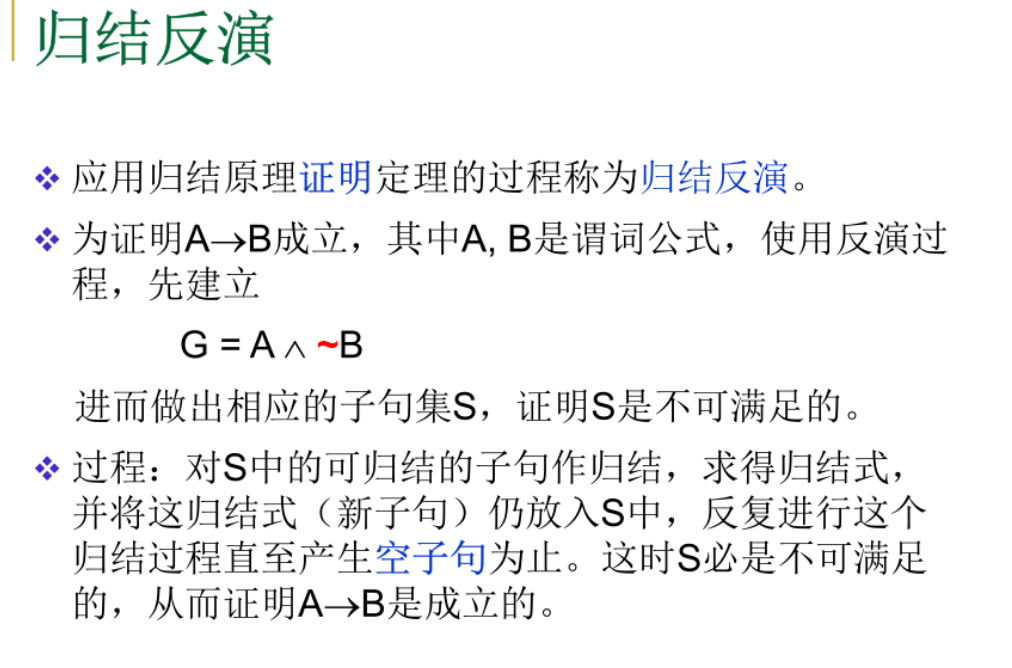 归结反演
❖ 应用归结原理证明定理的过程称为归结反演。
❖ 为证明A→B成立，其中A, B是谓词公式，使用反演过
程，先建立
G = A ∧ ~B
进而做出相应的子句集S，证明S是不可满足的。
❖ 过程：对S中的可归结的子句作归结，求得归结式，
并将这归结式（新子句）仍放入S中，反复进行这个
归结过程直至产生空子句为止。这时S必是不可满足
的，从而证明A→B是成立的。